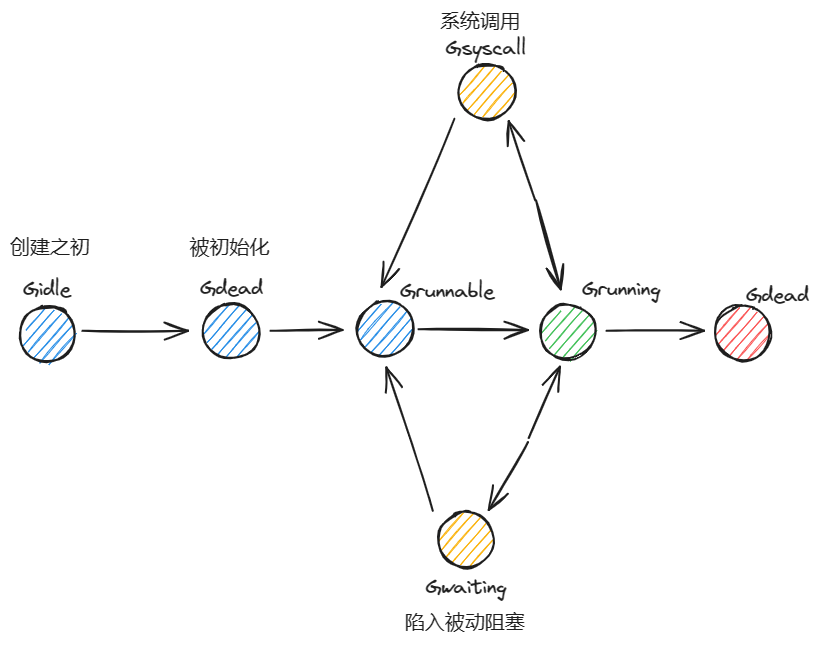 系统调用
Gsyscall
创建之初
Gidle
被初始化
Gdead
Grunnable
Grunning
Gdead
Gwaiting
陷入被动阻塞